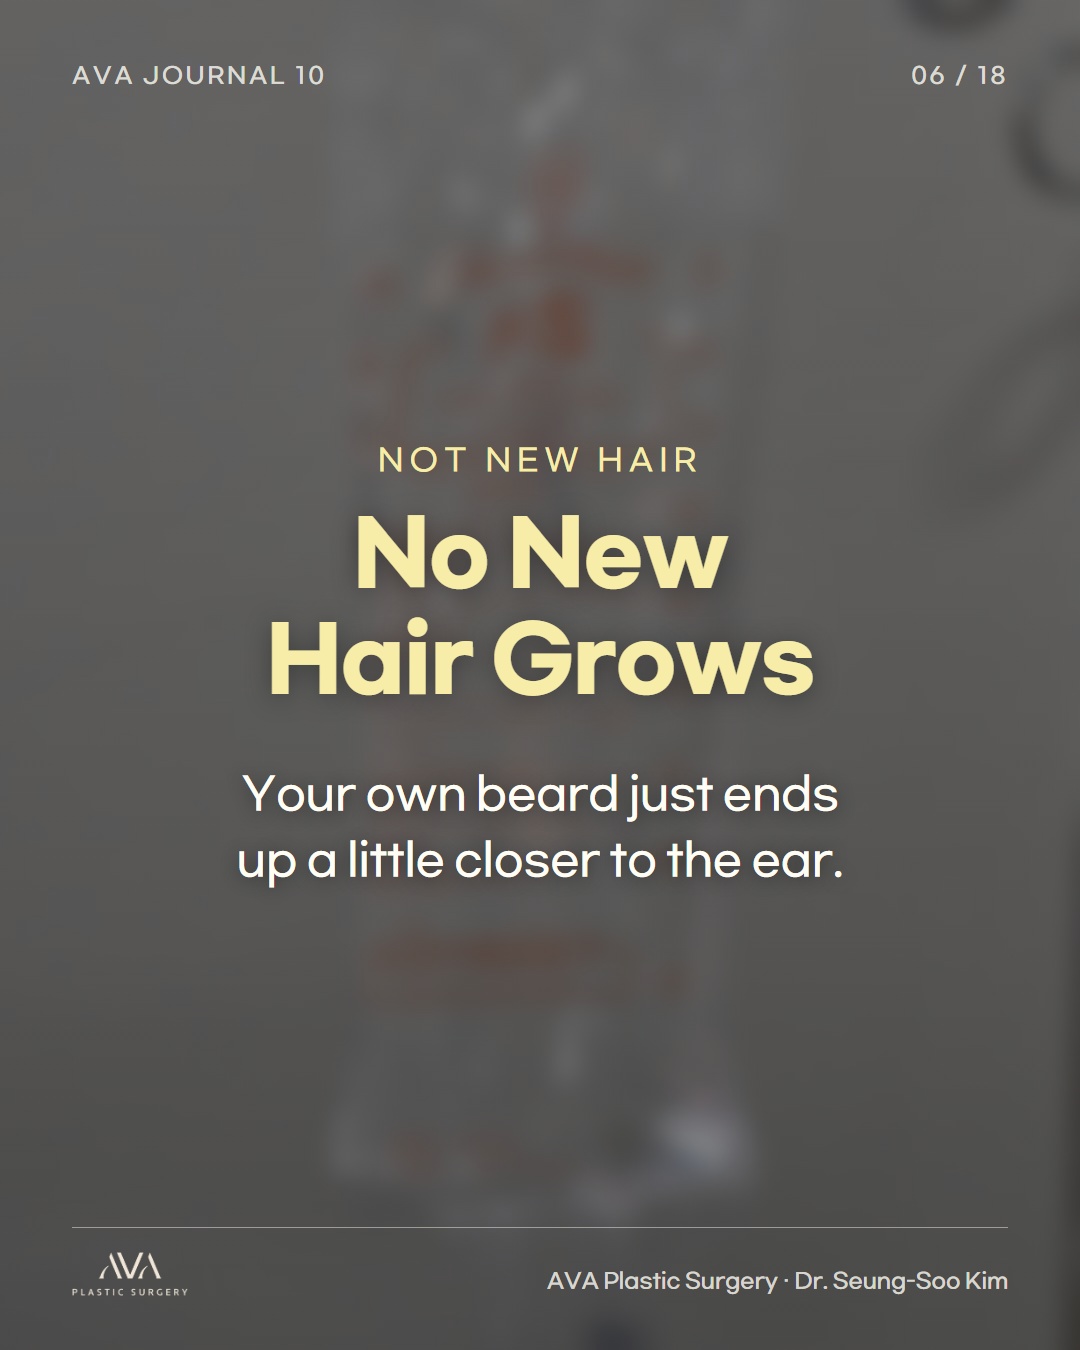 AVA JOURNAL 10
06 / 18
NOT NEW HAIR
No New
Hair Grows
Your own beard just ends
up a little closer to the ear.
AVA
PLASTIC SURGERY
AVA Plastic Surgery · Dr. Seung-Soo Kim